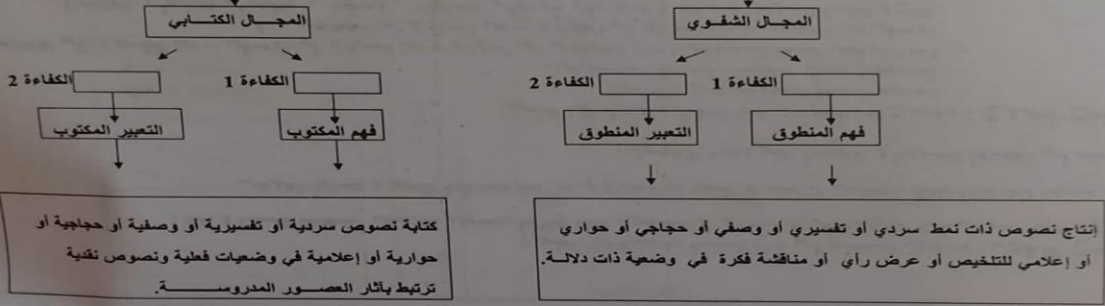 المجال الشفوي
المجال الكتابي
الكفاءة 1
الكفاءة 2
الكفاءة 1
الكفاءة 2
فهم المنطوق
التعبير المنطوق
فهم المكتوب
التعبير المكتوب
إنتاج نصوص ذات نمط سردي أو تفسيري أو وصفي أو حجاجي أو حواري
أو إعلامي للتلخيص أو عرض رأي أو مناقشة فكرة في وضعية ذات دلالة.
كتابة نصوص سردية أو تفسيرية أو وصفية أو حجاجية أو
حوارية أو إعلامية في وضعيات فعلية ونصوص نقدية
ترتبط بآثار العصور المدروسة.